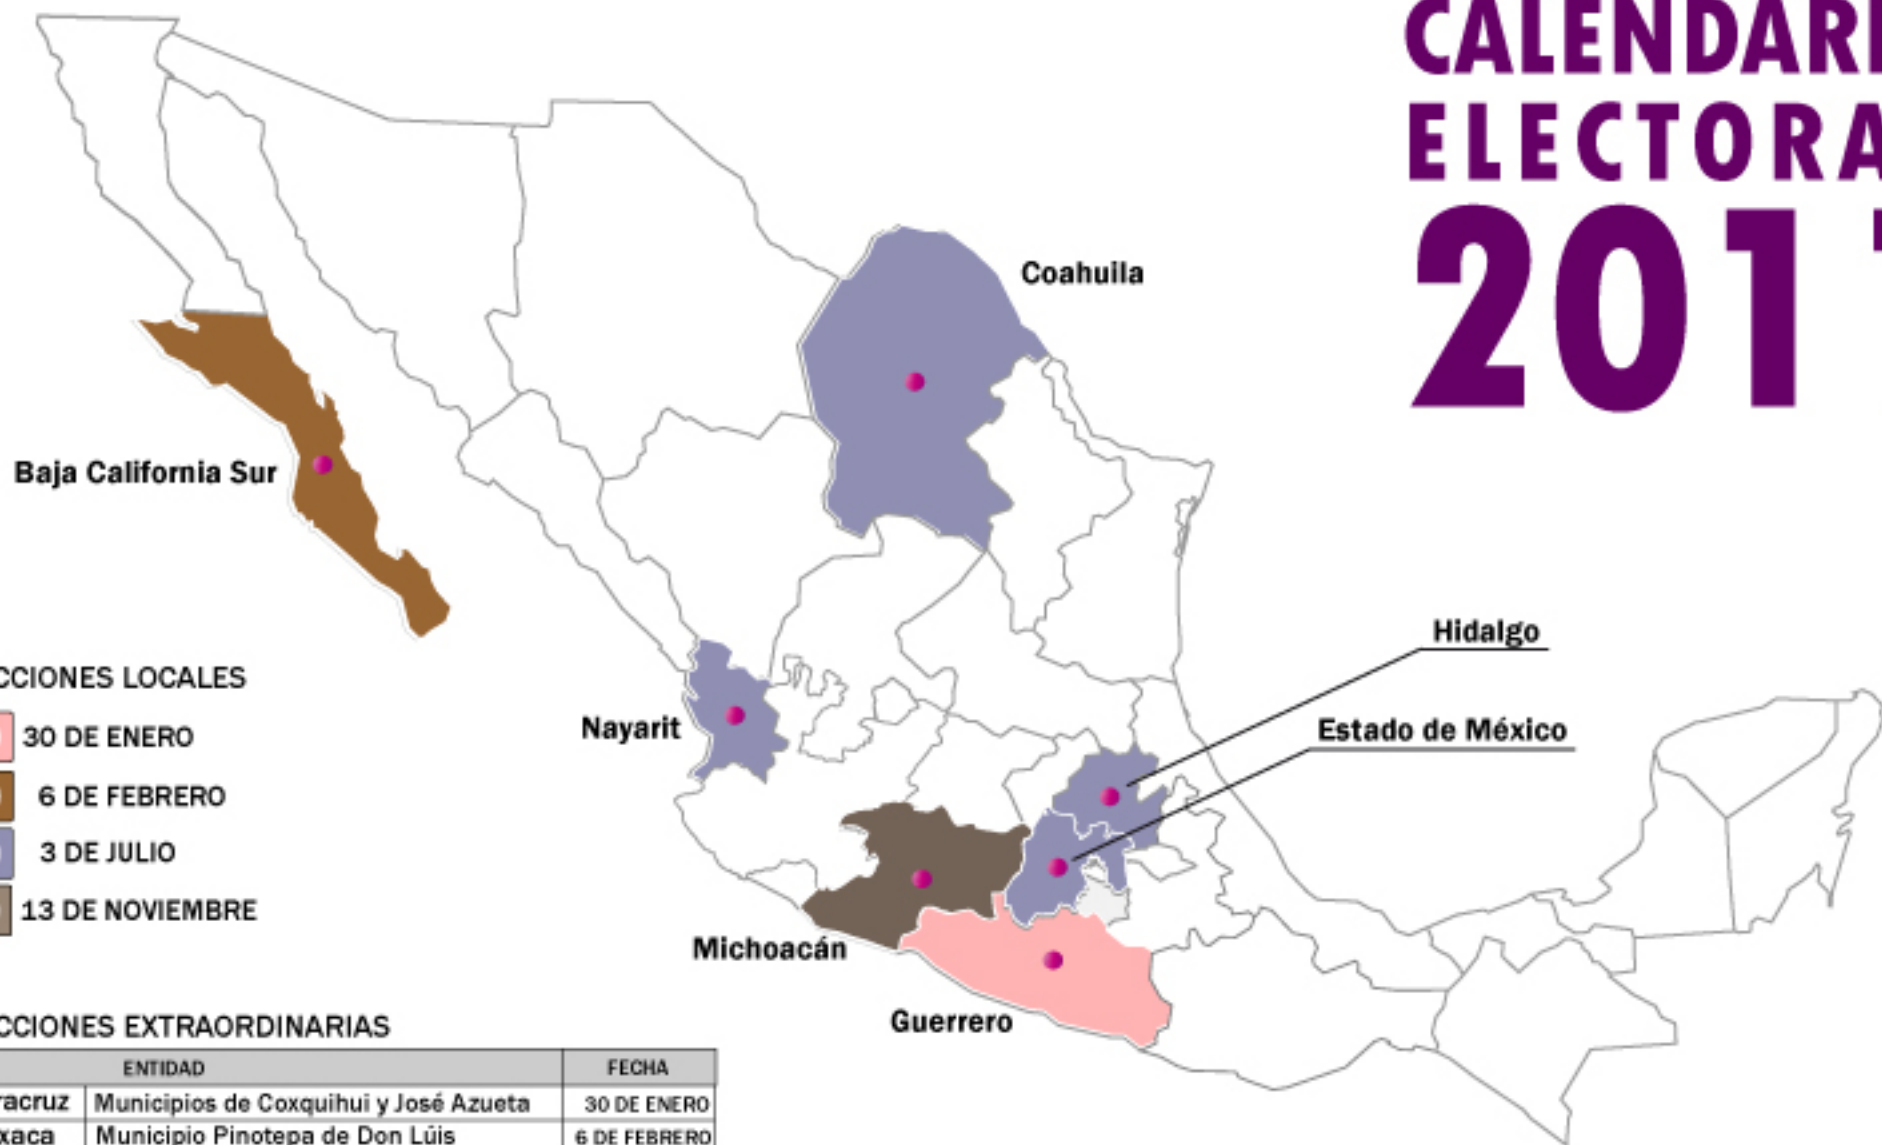 CALENDARI
ELECTORA
201
Coahuila
Baja California Sur
Hidalgo
Estado de México
Nayarit
Michoacán
Guerrero
CCIONES LOCALES
30 DE ENERO
6 DE FEBRERO
3 DE JULIO
13 DE NOVIEMBRE
CCIONES EXTRAORDINARIAS
ENTIDAD FECHA
racruz Municipios de Coxquihui y José Azueta 30 DE ENERO
xaca Municipio Pinotepa de Don Lúis 6 DE FEBRERO